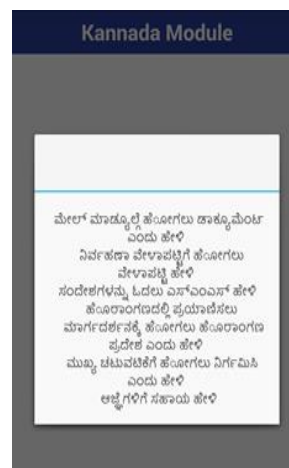 Kannada Module
ಮೇಲ್ ಮಾಡ್ಯೂಲ್ಗೆ ಹೋಗಲು ಡಾಕ್ಯೂಮೆಂಟ್
ಎಂದು ಹೇಳಿ
ನಿರ್ವಹಣಾ ವೇಳಾಪಟ್ಟಿಗೆ ಹೋಗಲು
ವೇಳಾಪಟ್ಟಿ ಹೇಳಿ
ಸಂದೇಶಗಳನ್ನು ಓದಲು ಎಸ್ಎಂಎಸ್ ಹೇಳಿ
ಹೊರಾಂಗಣದಲ್ಲಿ ಪ್ರಯಾಣಿಸಲು
ಮಾರ್ಗದರ್ಶನಕ್ಕೆ ಹೋಗಲು ಹೊರಾಂಗಣ
ಪ್ರದೇಶ ಎಂದು ಹೇಳಿ
ಮುಖ್ಯ ಚಟುವಟಿಕೆಗೆ ಹೋಗಲು ನಿರ್ಗಮಿಸಿ
ಎಂದು ಹೇಳಿ
ಆಜ್ಞೆಗಳಿಗೆ ಸಹಾಯ ಹೇಳಿ